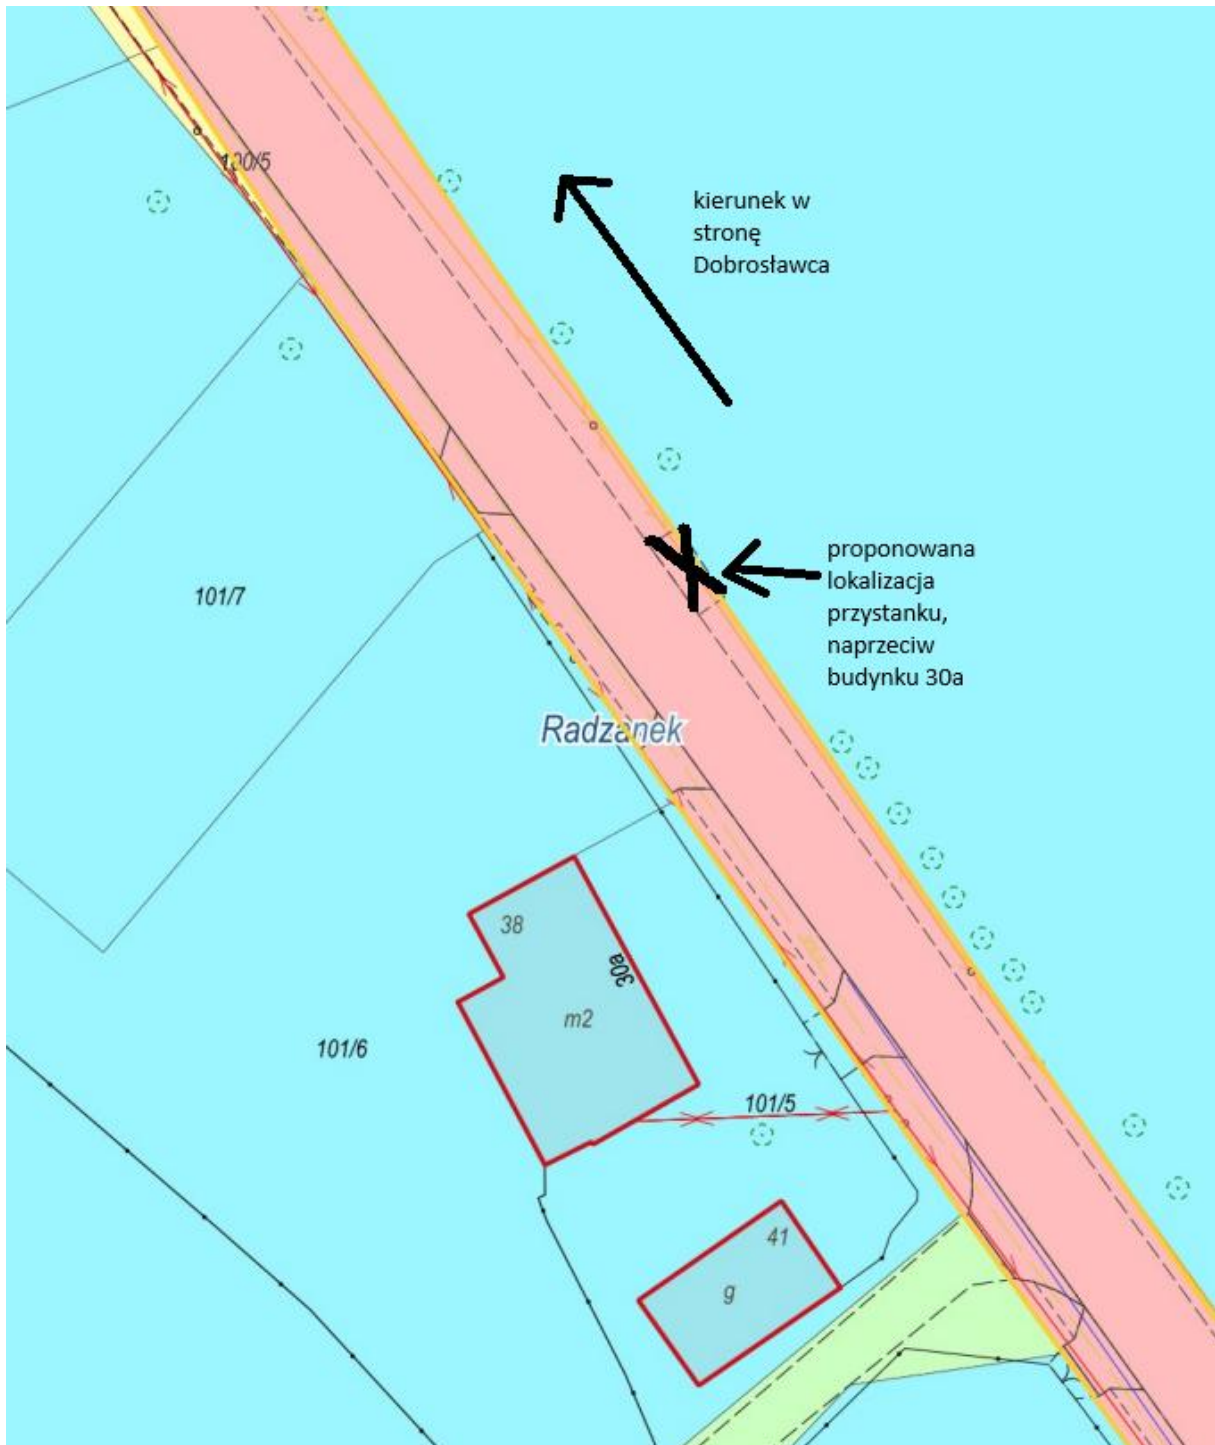 100/5
kierunek w
stronę
Dobrosławca
proponowana
lokalizacja
przystanku,
naprzeciw
budynku 30a
101/7
Radzanek
38
30a
m2
101/6
101/5
41
g